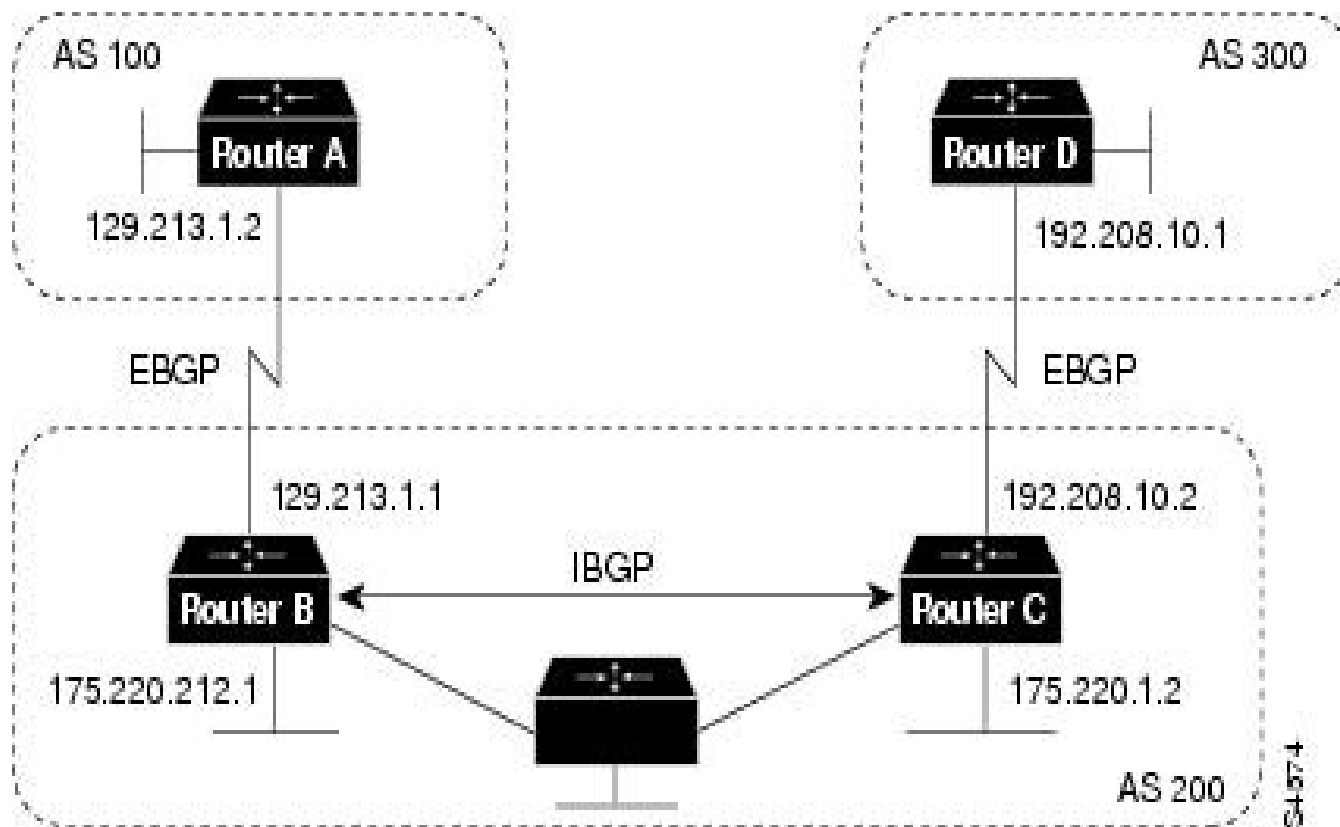 AS 100
AS 300
Router A
Router D
129.213.1.2
192.208.10.1
EBGP
EBGP
129.213.1.1
192.208.10.2
IBGP
Router B
Router C
175.220.212.1
175.220.1.2
AS 200